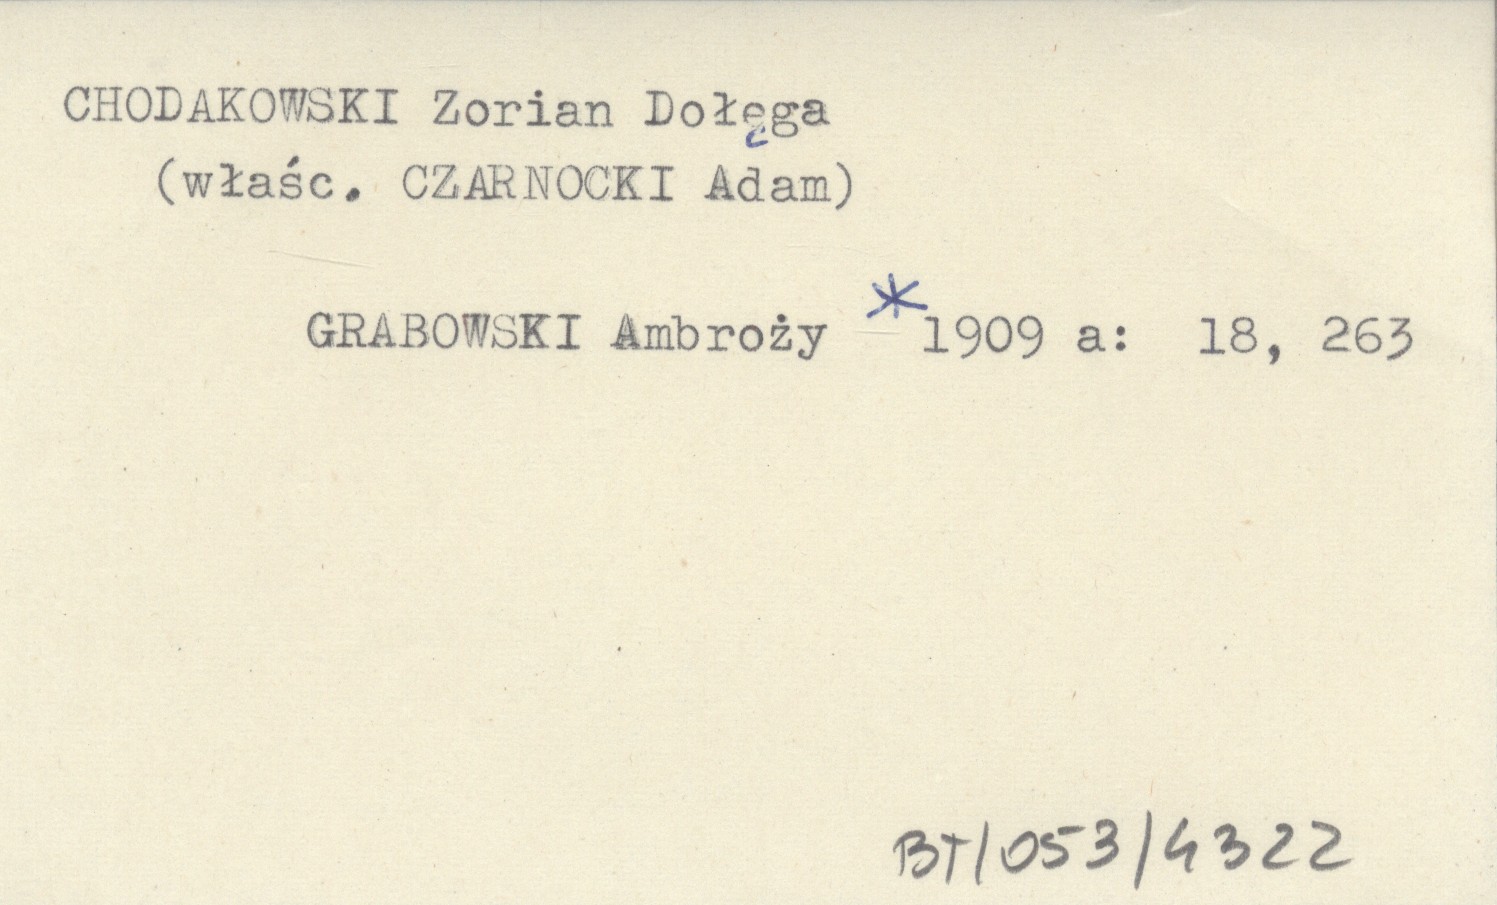 CHODAKOWSKI Zorian Dołęga
(właśc. CZARNOCKI Adam)
GRABOWSKI Ambroży *1909 a: 18, 263
BT/053/4322